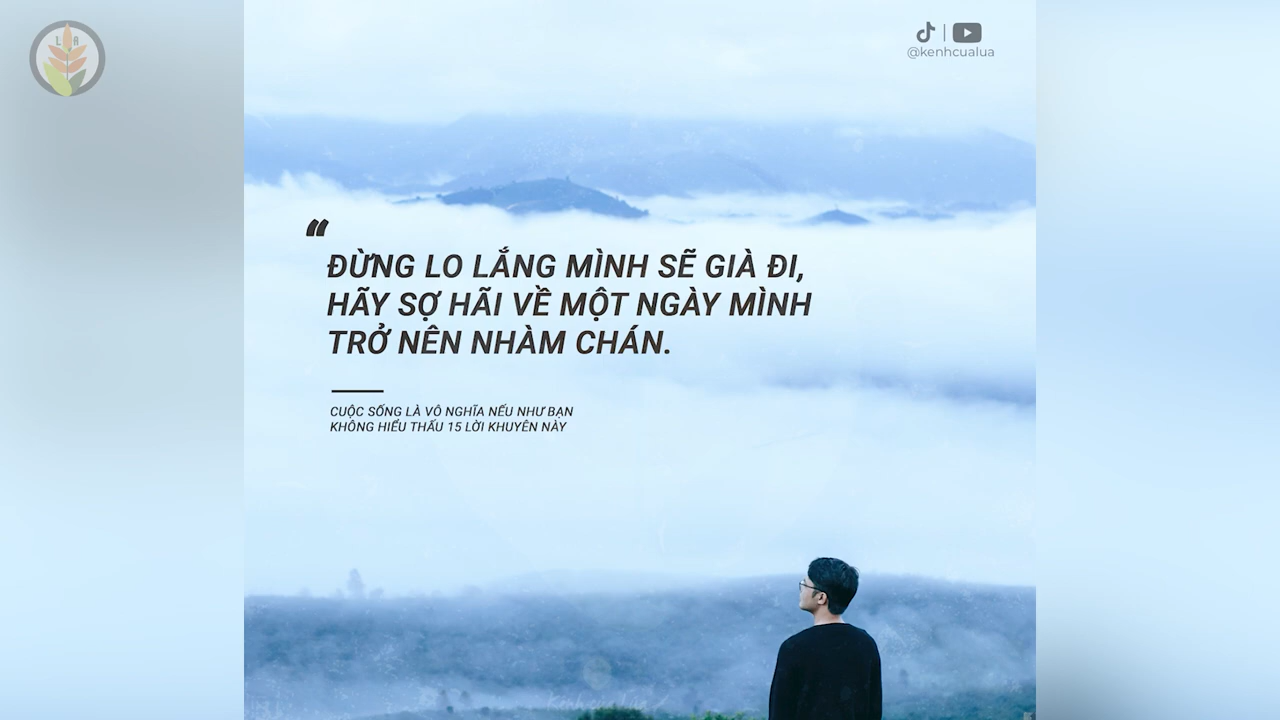 L A
@kenhcualua
“
ĐỪNG LO LẮNG MÌNH SẼ GIÀ ĐI,
HÃY SỢ HÃI VỀ MỘT NGÀY MÌNH
TRỞ NÊN NHÀM CHÁN.
CUỘC SỐNG LÀ VÔ NGHĨA NẾU NHƯ BẠN
KHÔNG HIỂU THẤU 15 LỜI KHUYÊN NÀY